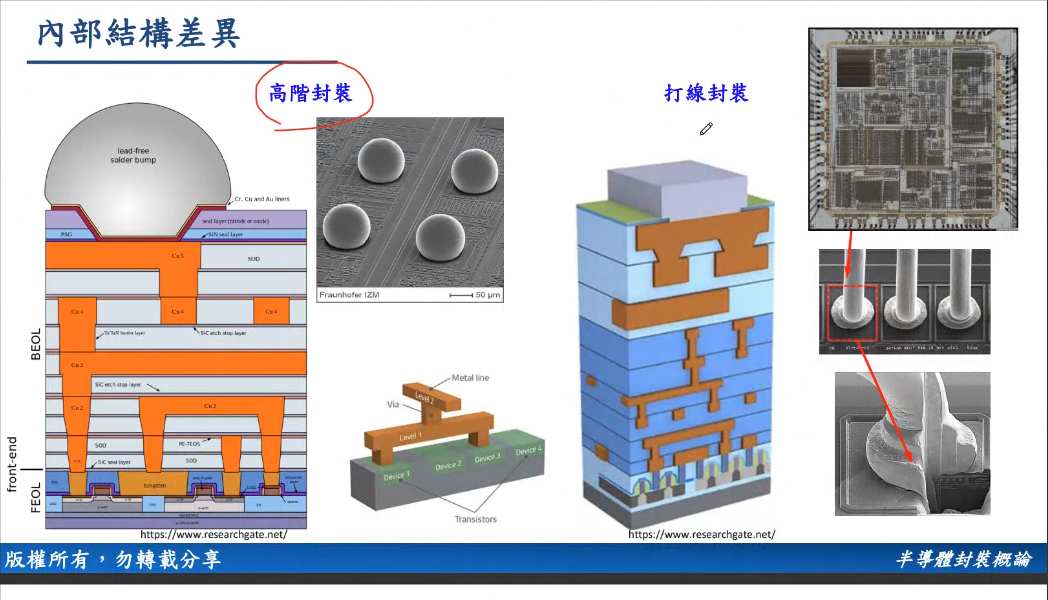 內部結構差異
高階封裝
打線封裝
lead-free
solder bump
Cr, Cu and Au liners
seal layer (nitride or oxide)
PSG
SiN seal layer
Cu 5
SOD
Cu 4
Cu 4
Cu 4
SiC etch stop layer
BEOL
Cu 3
SiC etch stop layer
Cu 2
Cu 2
SOD
PE-TEOS
SOD
SiC seal layer
front-end
FEOL
tungsten
https://www.researchgate.net/
Fraunhofer IZM
50 µm
Metal line
Level 2
Via
Level 1
Device 1
Device 2
Device 3
Device 4
Transistors
https://www.researchgate.net/
版權所有，勿轉載分享
半導體封裝概論